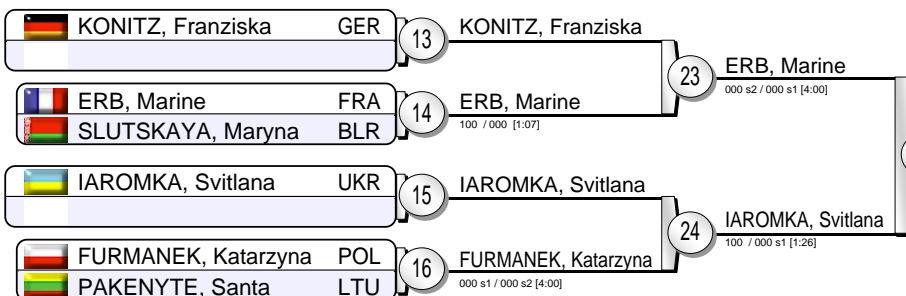 KONITZ, Franziska GER
13
KONITZ, Franziska
23
ERB, Marine
000 s2 / 000 s1 [4:00]
ERB, Marine FRA
SLUTSKAYA, Maryna BLR
14
ERB, Marine
100 / 000 [1:07]
IAROMKA, Svitlana UKR
15
IAROMKA, Svitlana
24
IAROMKA, Svitlana
100 / 000 s1 [1:26]
FURMANEK, Katarzyna POL
PAKENYTE, Santa LTU
16
FURMANEK, Katarzyna
000 s1 / 000 s2 [4:00]